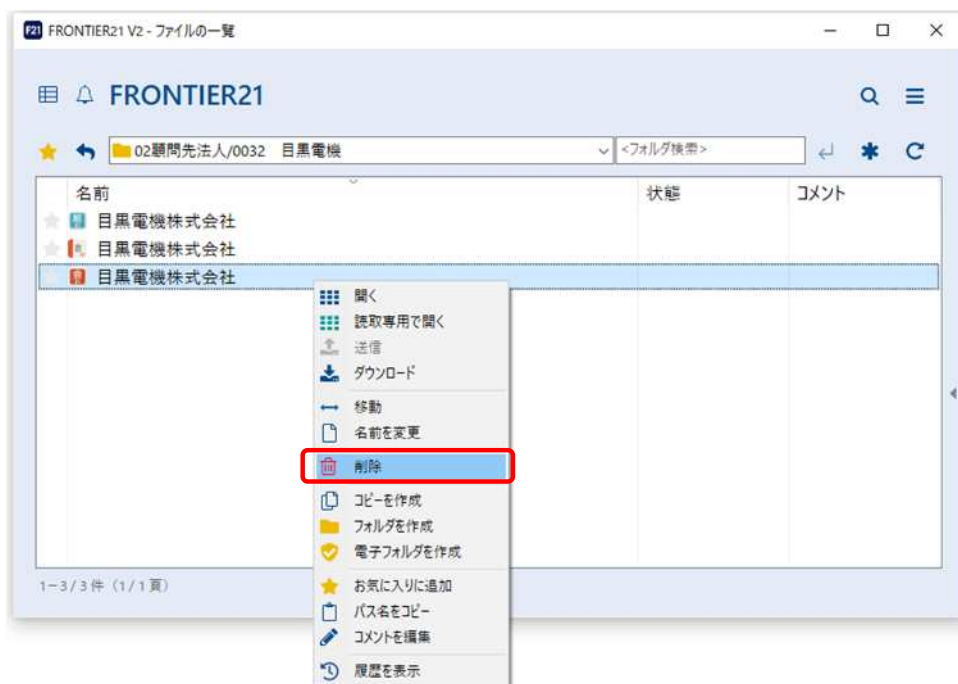 F21 FRONTIER21 V2 - ファイルの一覧
FRONTIER21
02顧問先法人/0032　目黒電機
<フォルダ検索>
名前 状態 コメント
目黒電機株式会社
目黒電機株式会社
目黒電機株式会社
開く
読取専用で開く
送信
ダウンロード
移動
名前を変更
削除
コピーを作成
フォルダを作成
電子フォルダを作成
お気に入りに追加
パス名をコピー
コメントを編集
履歴を表示
1-3/3件（1/1頁）